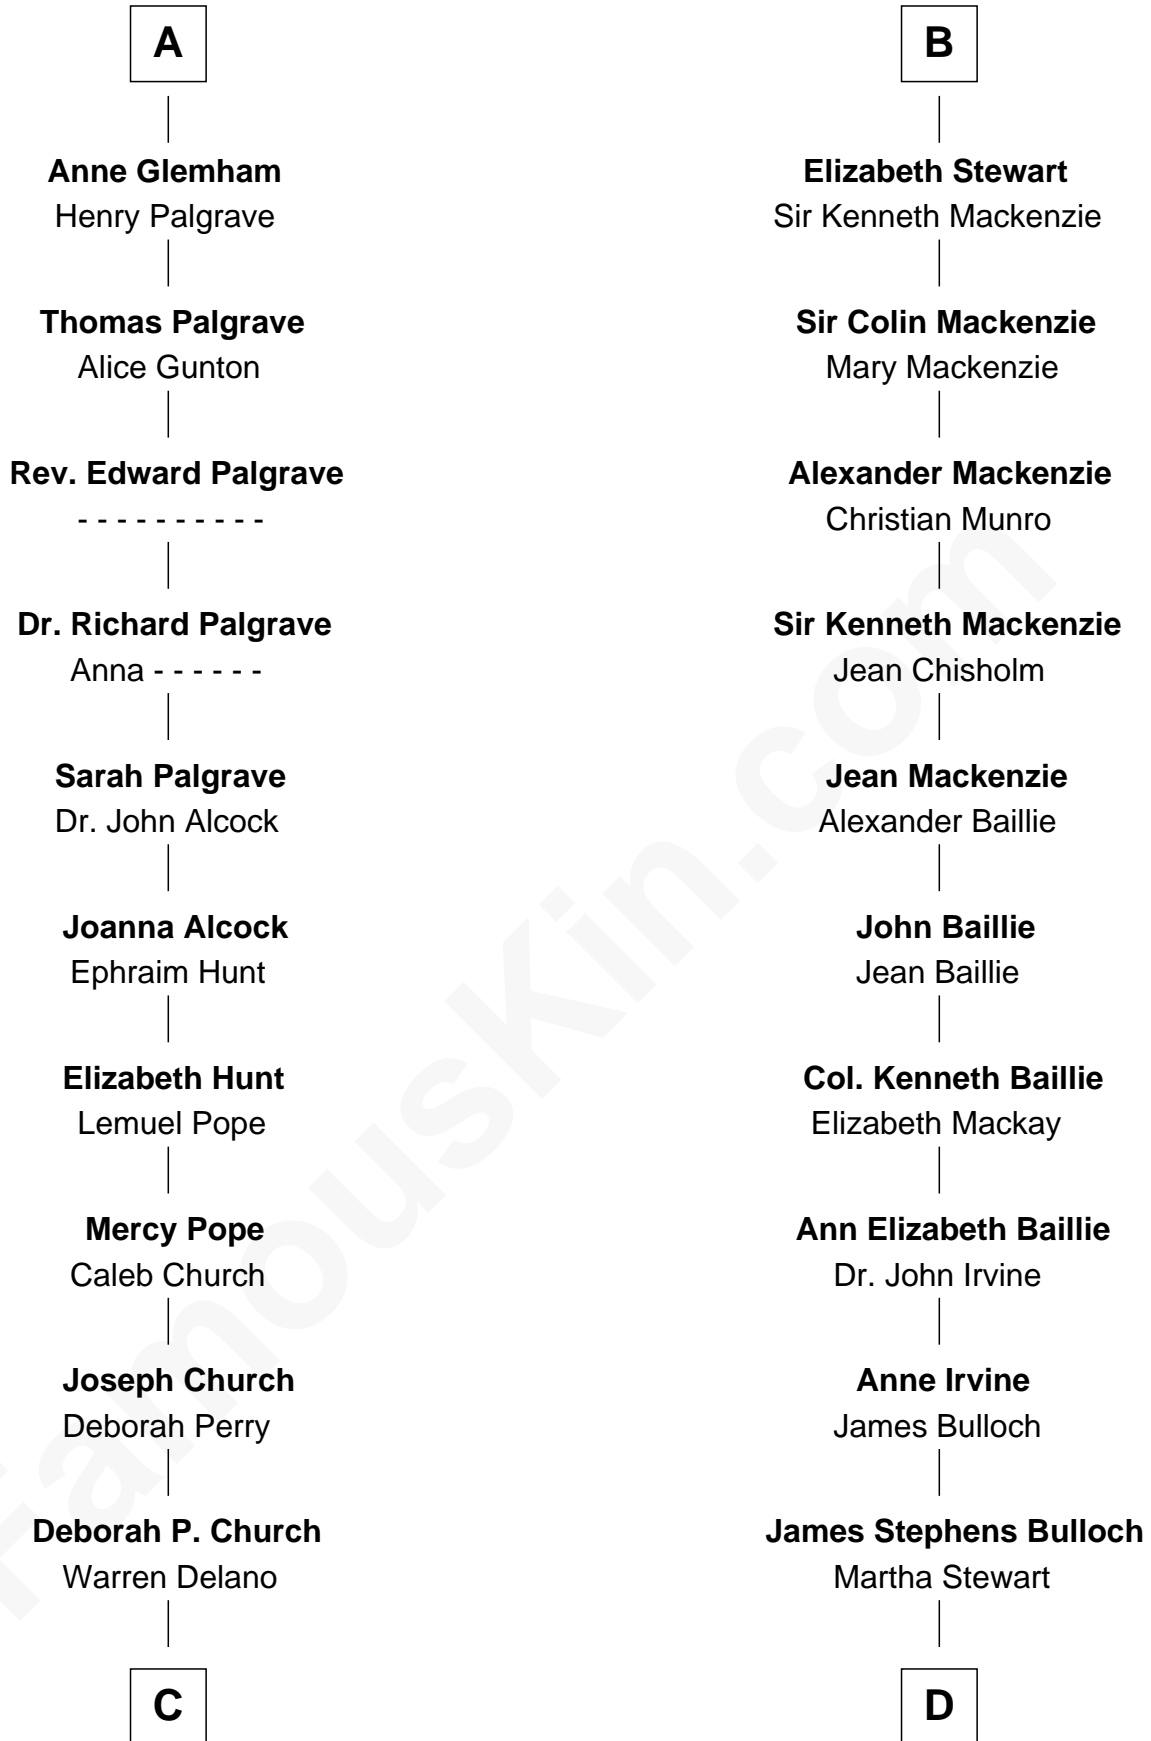 A
Anne Glemham
Henry Palgrave
Thomas Palgrave
Alice Gunton
Rev. Edward Palgrave
- - - - - - - - - -
Dr. Richard Palgrave
Anna - - - - - -
Sarah Palgrave
Dr. John Alcock
Joanna Alcock
Ephraim Hunt
Elizabeth Hunt
Lemuel Pope
Mercy Pope
Caleb Church
Joseph Church
Deborah Perry
Deborah P. Church
Warren Delano
C
B
Elizabeth Stewart
Sir Kenneth Mackenzie
Sir Colin Mackenzie
Mary Mackenzie
Alexander Mackenzie
Christian Munro
Sir Kenneth Mackenzie
Jean Chisholm
Jean Mackenzie
Alexander Baillie
John Baillie
Jean Baillie
Col. Kenneth Baillie
Elizabeth Mackay
Ann Elizabeth Baillie
Dr. John Irvine
Anne Irvine
James Bulloch
James Stephens Bulloch
Martha Stewart
D
FamousKin.com